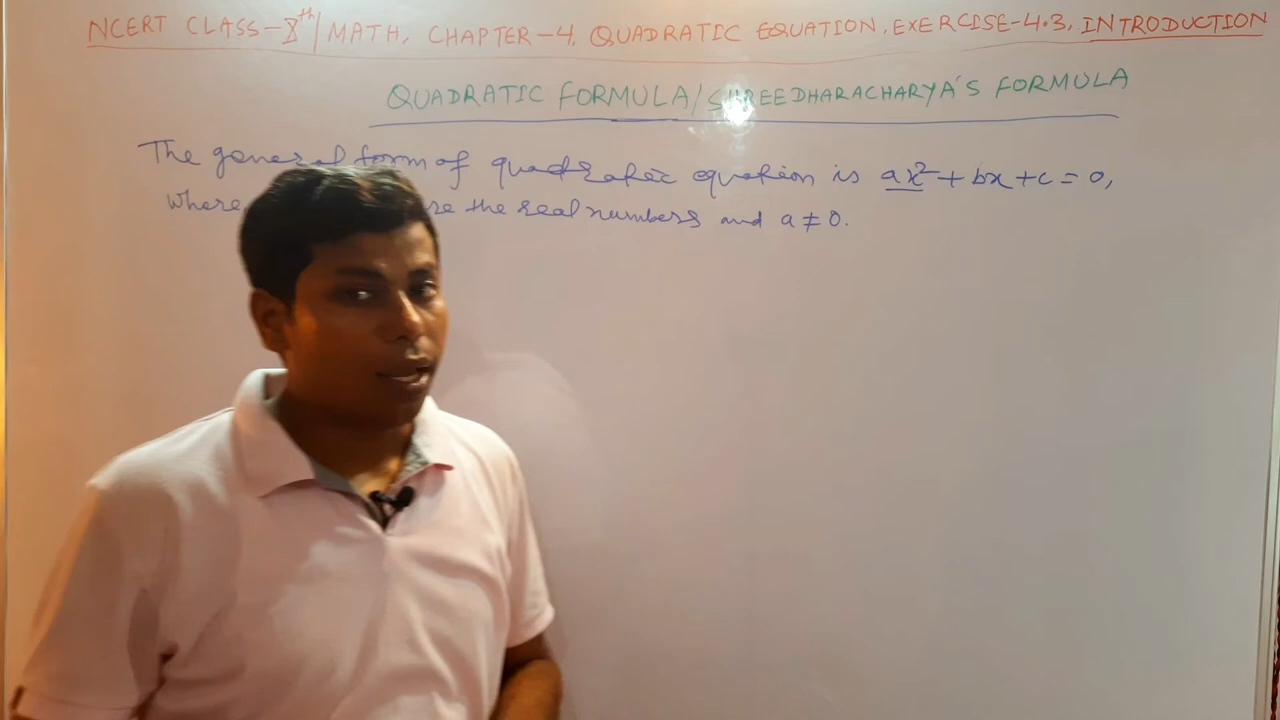 NCERT CLASS-Xth/MATH, CHAPTER-4, QUADRATIC EQUATION, EXERCISE-4.3, INTRODUCTION
QUADRATIC FORMULA/SHREEDHARACHARYA'S FORMULA
The general form of quadratic equation is ax²+bx+c=0,
where the real numbers and a≠0.